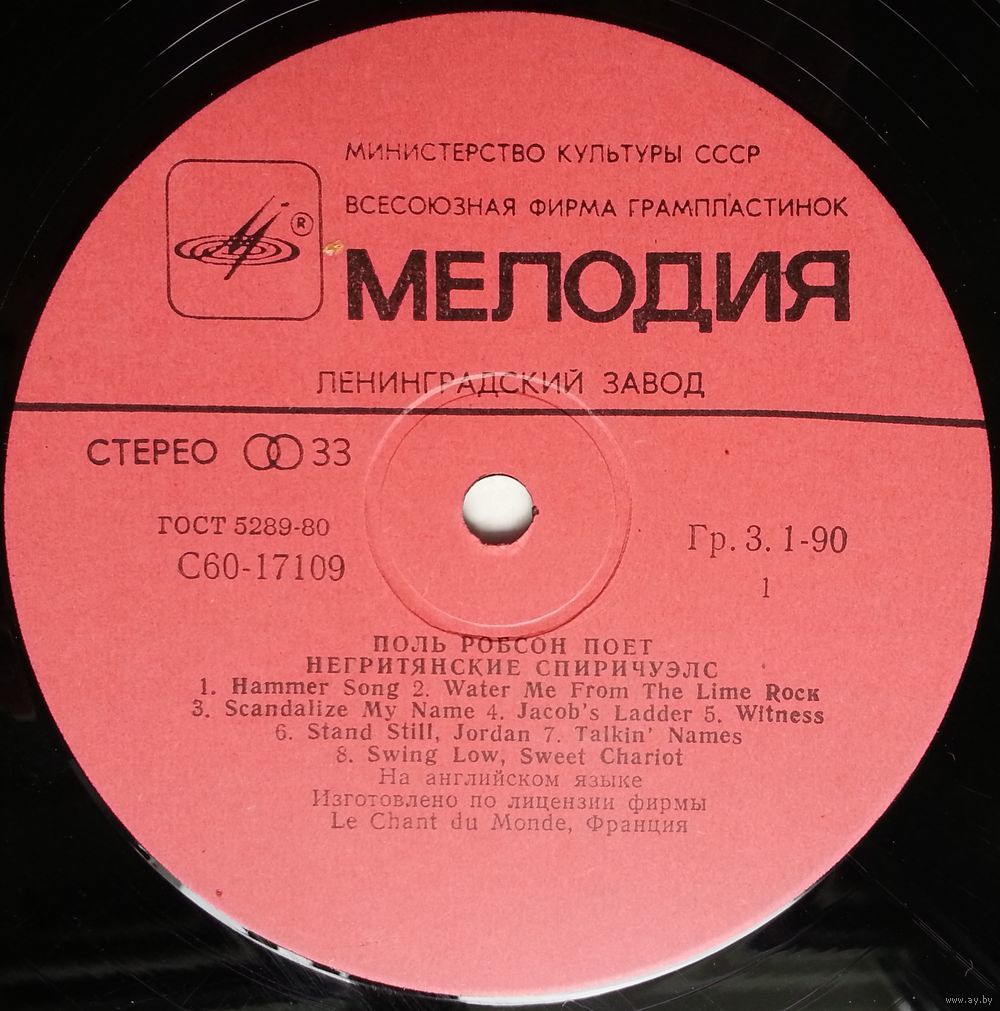 МИНИСТЕРСТВО КУЛЬТУРЫ СССР
ВСЕСОЮЗНАЯ ФИРМА ГРАМПЛАСТИНОК
®
МЕЛОДИЯ
ЛЕНИНГРАДСКИЙ ЗАВОД
СТЕРЕО 33
ГОСТ 5289-80
С60-17109
Гр. 3. 1-90
1
ПОЛЬ РОБСОН ПОЕТ
НЕГРИТЯНСКИЕ СПИРИЧУЭЛС
1. Hammer Song 2. Water Me From The Lime Rock
3. Scandalize My Name 4. Jacob's Ladder 5. Witness
6. Stand Still, Jordan 7. Talkin' Names
8. Swing Low, Sweet Chariot
На английском языке
Изготовлено по лицензии фирмы
Le Chant du Monde, Франция
www.ay.by